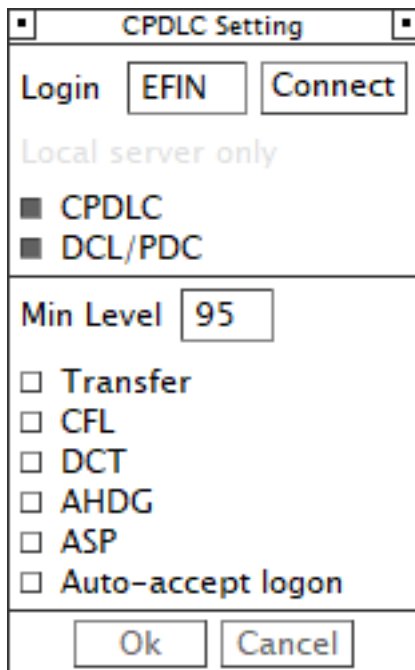 CPDLC Setting
Login EFIN Connect
Local server only
CPDLC
DCL/PDC
Min Level 95
Transfer
CFL
DCT
AHDG
ASP
Auto-accept logon
Ok Cancel